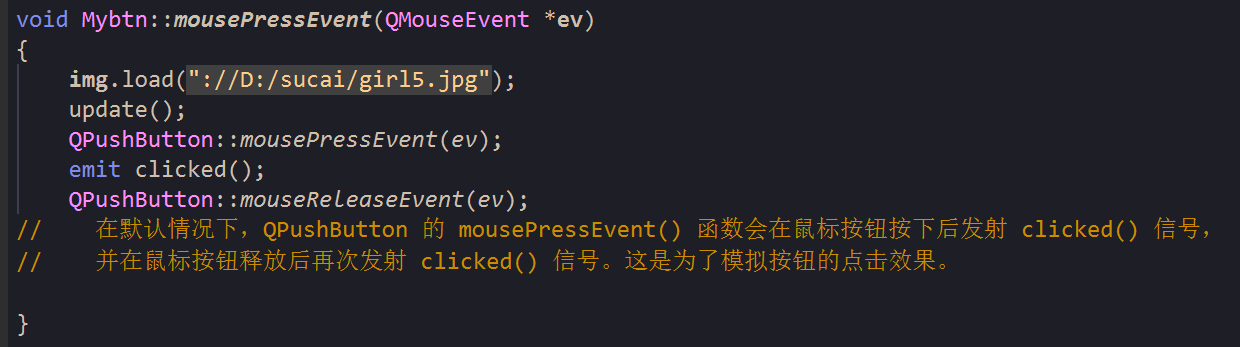 void Mybtn::mousePressEvent(QMouseEvent *ev)
{
    img.load("://D:/sucai/girl5.jpg");
    update();
    QPushButton::mousePressEvent(ev);
    emit clicked();
    QPushButton::mouseReleaseEvent(ev);
//    在默认情况下，QPushButton 的 mousePressEvent() 函数会在鼠标按钮按下后发射 clicked() 信号，
//    并在鼠标按钮释放后再次发射 clicked() 信号。这是为了模拟按钮的点击效果。
}